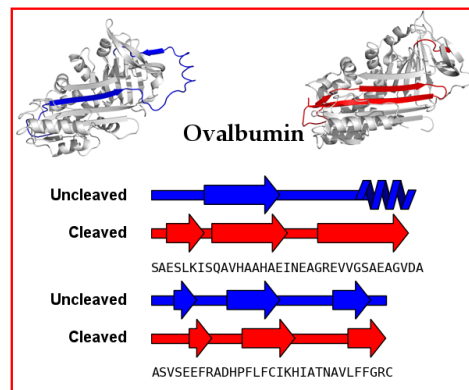 Ovalbumin
Uncleaved
Cleaved
SAESLKISQAVHAAHAEINEAGREVVGSAEAGVDA
Uncleaved
Cleaved
ASVSEEFRADHPFLFCIKHIATNAVLFFGRC